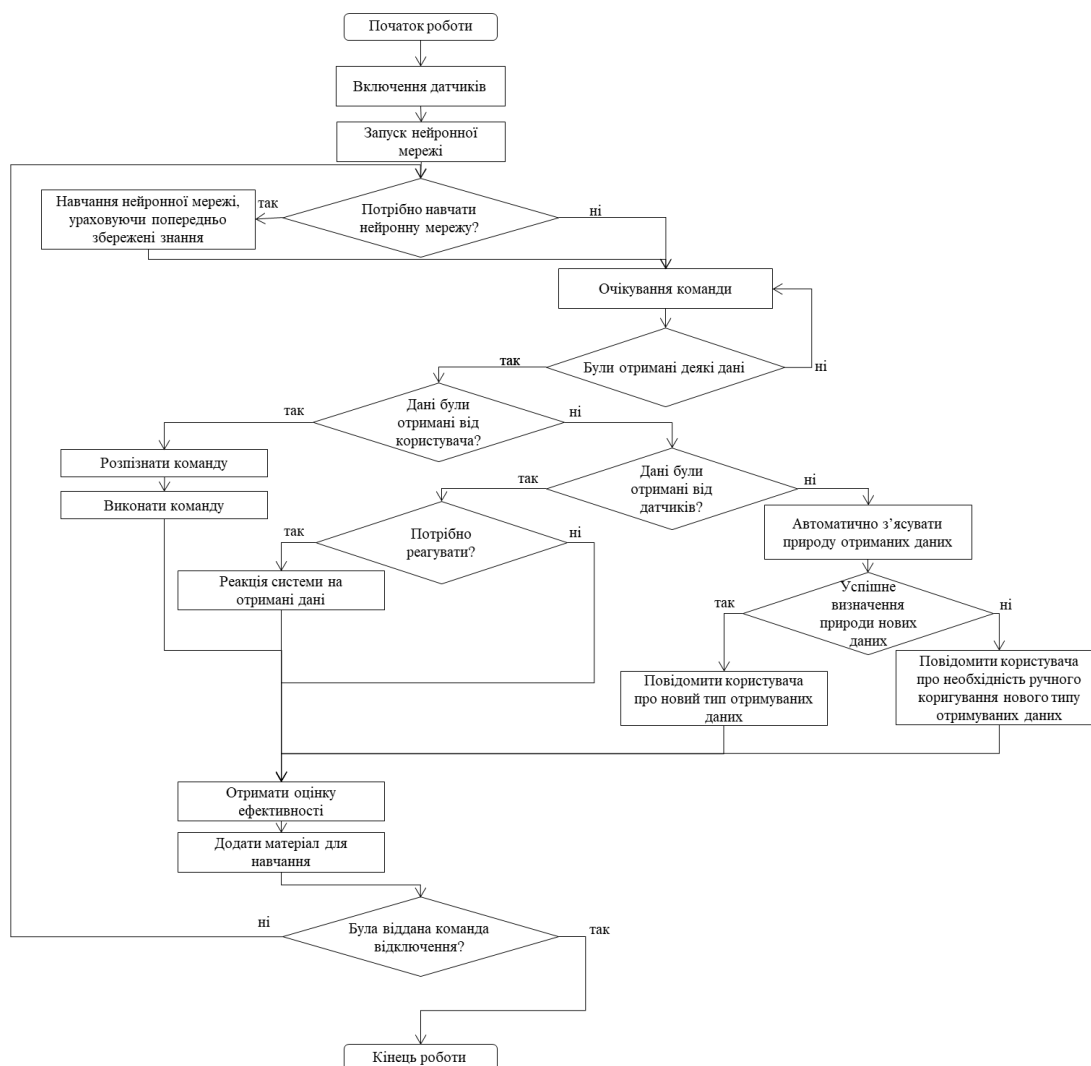 Початок роботи
Включення датчиків
Запуск нейронної
мережі
Навчання нейронної мережі,
ураховуючи попередньо
збережені знання
так
Потрібно навчати
нейронну мережу?
ні
Очікування команди
так
Були отримані деякі дані
ні
так
Дані були
отримані від
користувача?
ні
Розпізнати команду
Виконати команду
так
Дані були
отримані від
датчиків?
ні
так
Потрібно
реагувати?
ні
Автоматично з’ясувати
природу отриманих даних
Реакція системи на
отримані дані
так
Успішне
визначення
природи нових
даних
ні
Повідомити користувача
про новий тип отримуваних
даних
Повідомити користувача
про необхідність ручного
коригування нового типу
отримуваних даних
Отримати оцінку
ефективності
Додати матеріал для
навчання
ні
Була віддана команда
відключення?
так
Кінець роботи